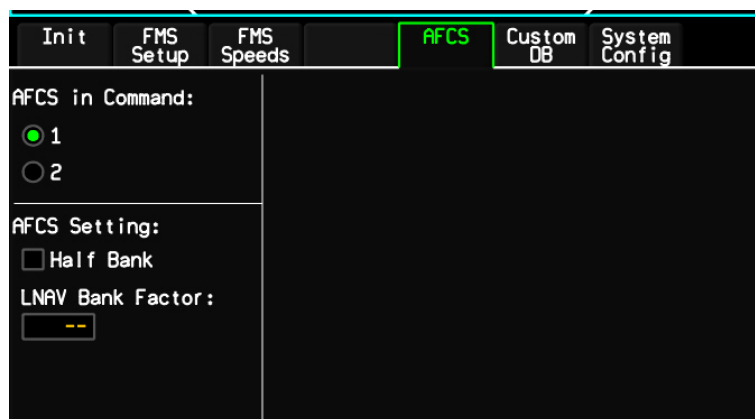 Init FMS FMS AFCS Custom System
Setup Speeds DB Config
AFCS in Command:
1
2
AFCS Setting:
Half Bank
LNAV Bank Factor:
--